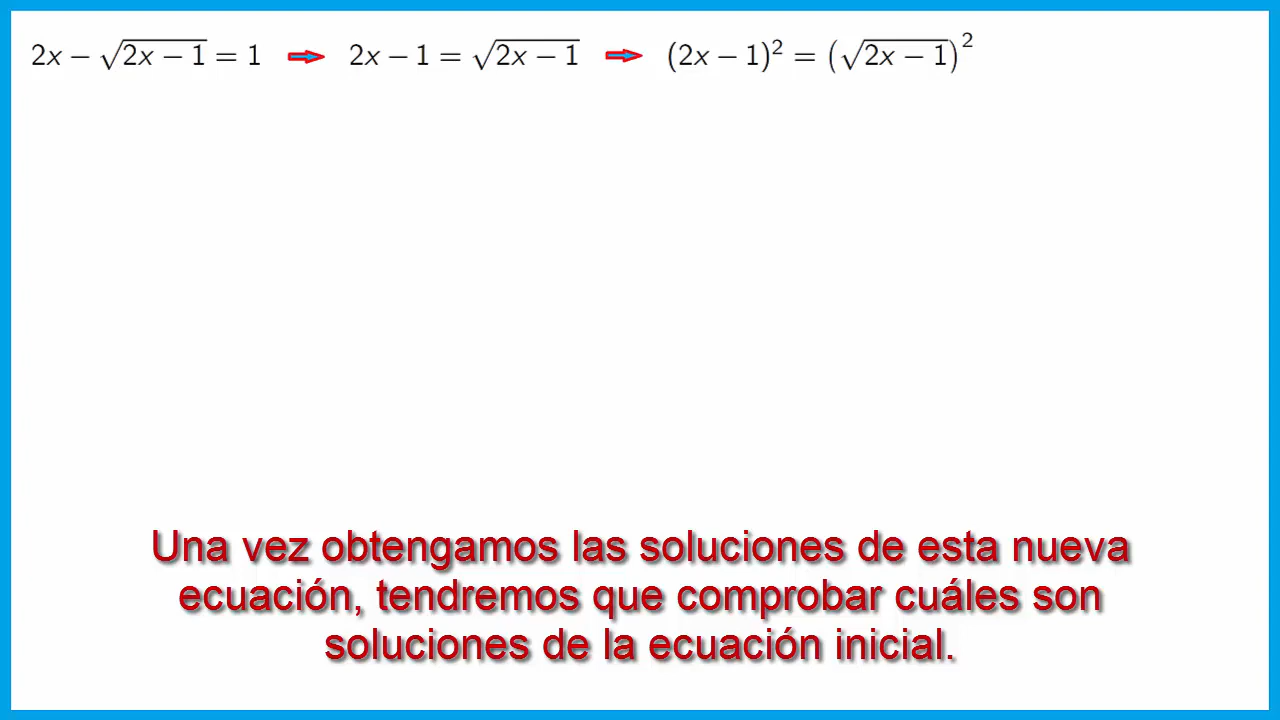 2x − √(2x − 1) = 1 ⇒ 2x − 1 = √(2x − 1) ⇒ (2x − 1)² = (√(2x − 1))²
Una vez obtengamos las soluciones de esta nueva
ecuación, tendremos que comprobar cuáles son
soluciones de la ecuación inicial.